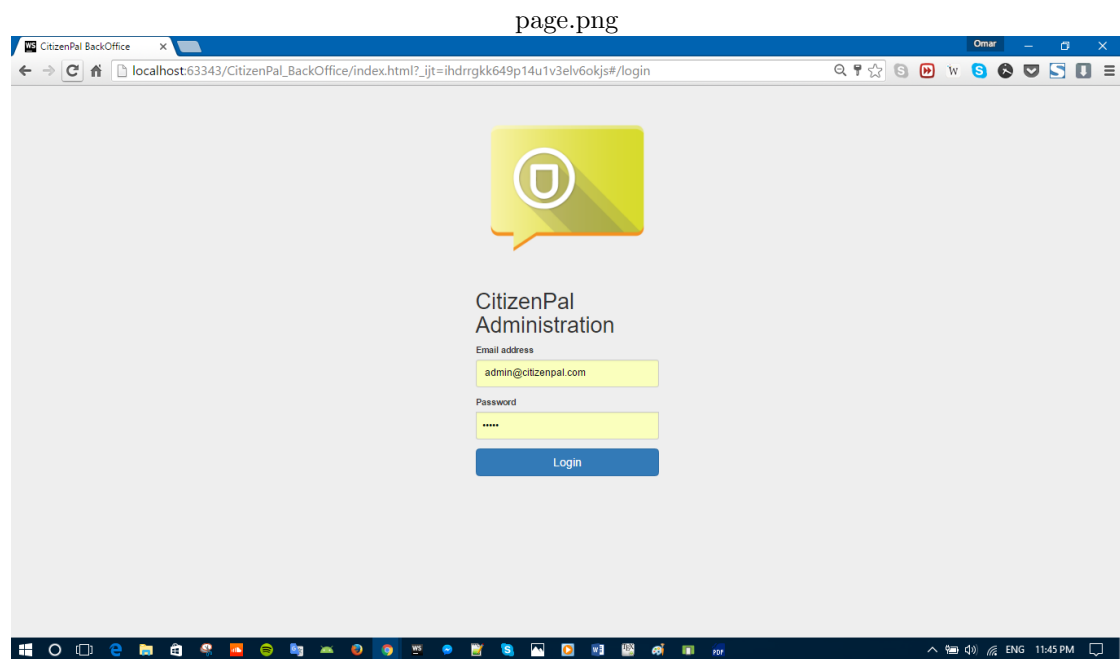 page.png
CitizenPal BackOffice
Omar
localhost:63343/CitizenPal_BackOffice/index.html?_ijt=ihdrrgkk649p14u1v3elv6okjs#/login
CitizenPal
Administration
Email address
admin@citizenpal.com
Password
•••••
Login
ENG 11:45 PM